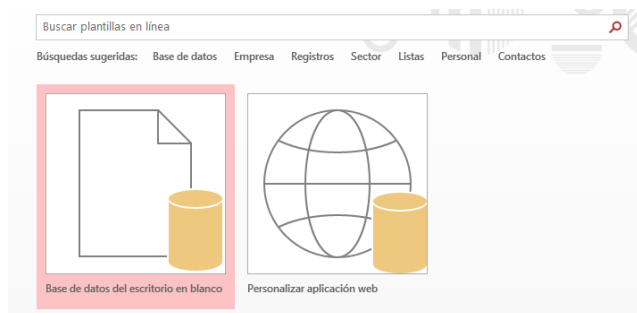 Buscar plantillas en línea
Búsquedas sugeridas: Base de datos Empresa Registros Sector Listas Personal Contactos
Base de datos del escritorio en blanco Personalizar aplicación web